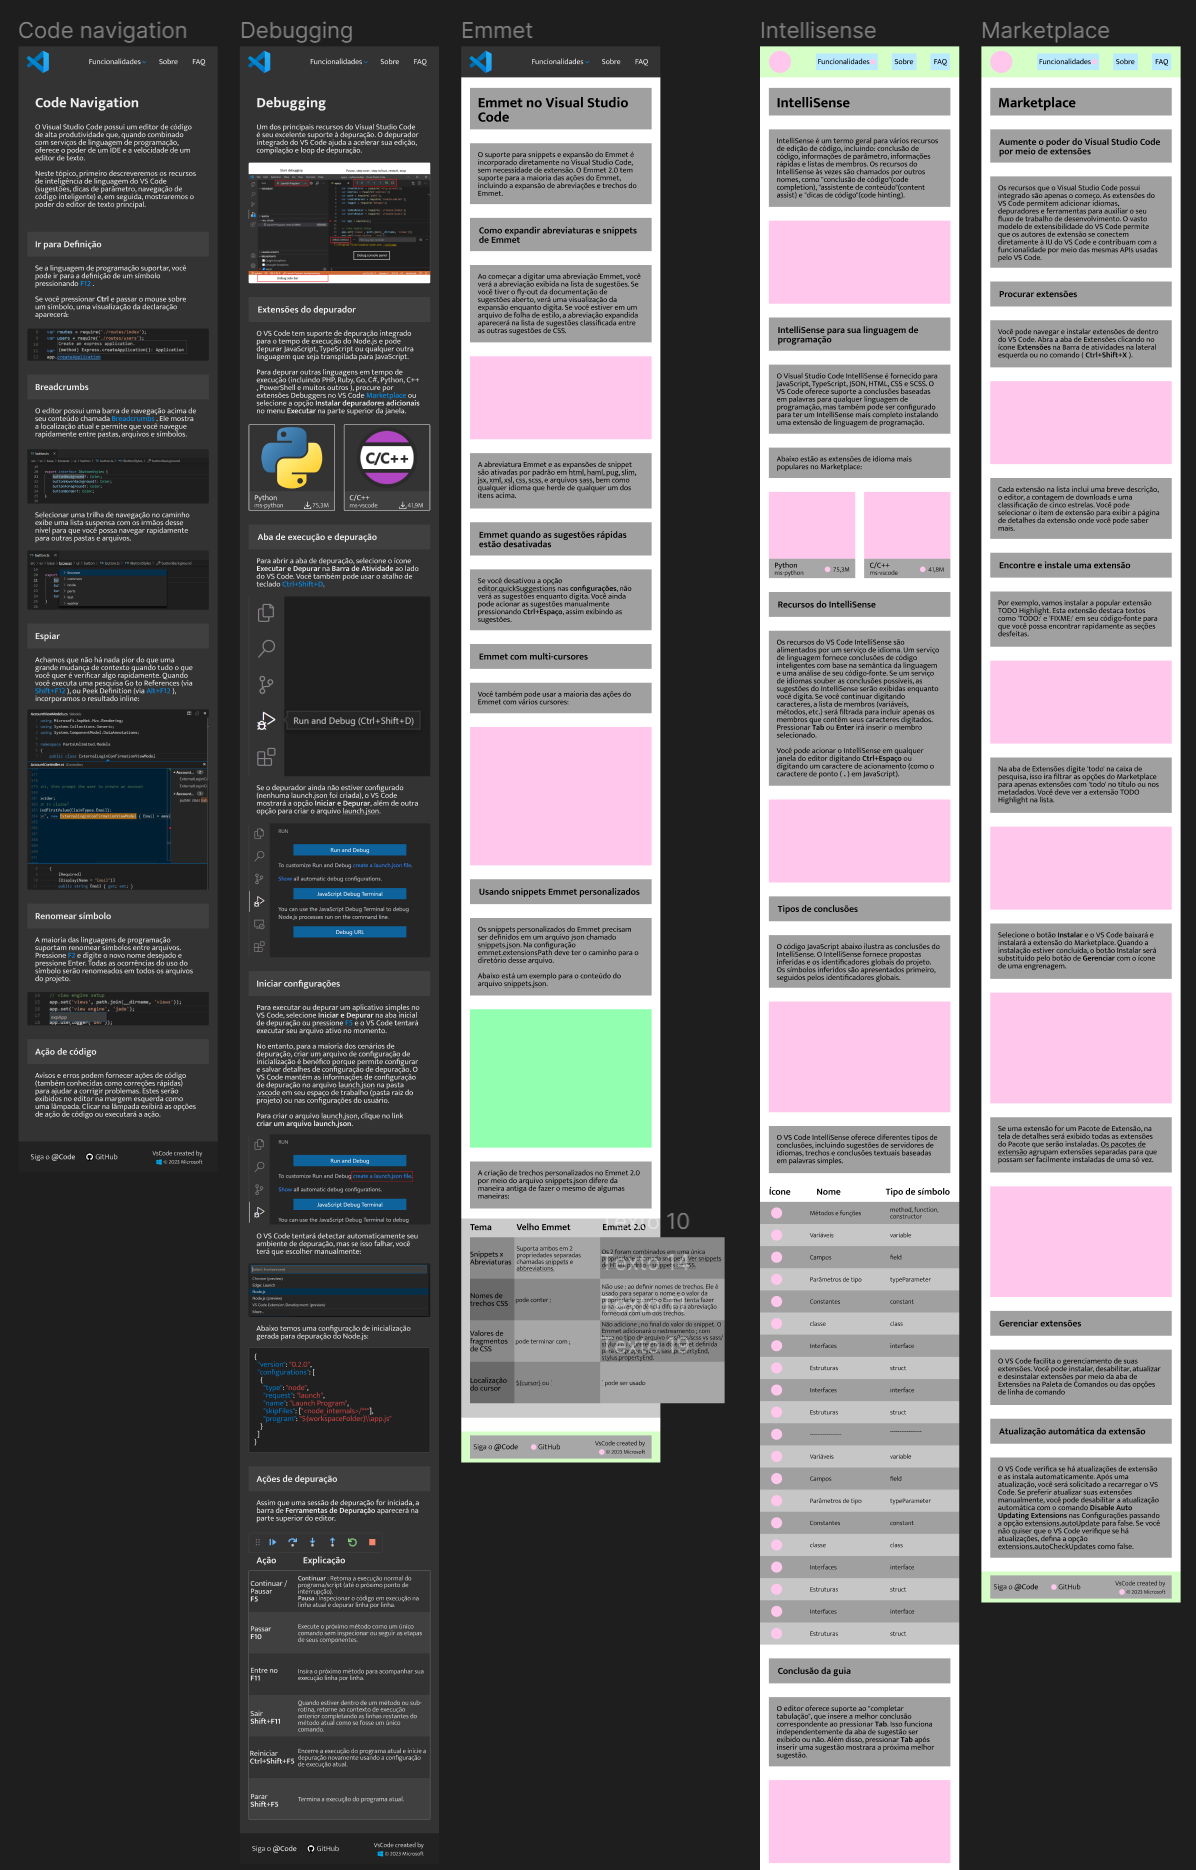 Code navigation
Funcionalidades
Sobre
FAQ
Code Navigation
O Visual Studio Code possui um editor de código
de alta produtividade que, quando combinado
com serviços de linguagem de programação,
oferece o poder de um IDE e a velocidade de um
editor de texto.
Neste tópico, primeiro descreveremos os recursos
de inteligência de linguagem do VS Code
(sugestões, dicas de parâmetro, navegação de
código inteligente) e, em seguida, mostraremos o
poder do editor de texto principal.
Ir para Definição
Se a linguagem de programação suportar, você
pode ir para a definição de um símbolo
pressionando F12 .
Se você pressionar Ctrl e passar o mouse sobre
um símbolo, uma visualização da declaração
aparecerá:
Breadcrumbs
O editor possui uma barra de navegação acima de
seu conteúdo chamada Breadcrumbs . Ele mostra
a localização atual e permite que você navegue
rapidamente entre pastas, arquivos e símbolos.
Selecionar uma trilha de navegação no caminho
exibe uma lista suspensa com os irmãos desse
nível para que você possa navegar rapidamente
para outras pastas e arquivos.
Espiar
Achamos que não há nada pior do que uma
grande mudança de contexto quando tudo o que
você quer é verificar algo rapidamente. Quando
você executa uma pesquisa Go to References (via
Shift+F12 ), ou Peek Definition (via Alt+F12 ),
incorporamos o resultado inline:
Renomear símbolo
A maioria das linguagens de programação
suportam renomear símbolos entre arquivos.
Pressione F2 e digite o novo nome desejado e
pressione Enter. Todas as ocorrências do uso do
símbolo serão renomeados em todos os arquivos
do projeto.
Ação de código
Avisos e erros podem fornecer ações de código
(também conhecidas como correções rápidas)
para ajudar a corrigir problemas. Estes serão
exibidos no editor na margem esquerda como
uma lâmpada. Clicar na lâmpada exibirá as opções
de ação de código ou executará a ação.
Siga o @Code
GitHub
VsCode created by
© 2023 Microsoft
Debugging
Funcionalidades
Sobre
FAQ
Debugging
Um dos principais recursos do Visual Studio Code
é seu excelente suporte à depuração. O depurador
integrado do VS Code ajuda a acelerar sua edição,
compilação e loop de depuração.
Extensões do depurador
O VS Code tem suporte de depuração integrado
para o tempo de execução do Node.js e pode
depurar JavaScript, TypeScript ou qualquer outra
linguagem que seja transpilada para JavaScript.
Para depurar outras linguagens em tempo de
execução (incluindo PHP, Ruby, Go, C#, Python, C++
, PowerShell e muitos outros ), procure por
extensões Debuggers no VS Code Marketplace ou
selecione a opção Instalar depuradores adicionais
no menu Executar na parte superior da janela.
C/C++
Python
ms-python
75,3M
C/C++
ms-vscode
41,9M
Aba de execução e depuração
Para abrir a aba de depuração, selecione o ícone
Executar e Depurar na Barra de Atividade ao lado
do VS Code. Você também pode usar o atalho de
teclado Ctrl+Shift+D.
Run and Debug (Ctrl+Shift+D)
Se o depurador ainda não estiver configurado
(nenhuma launch.json foi criada), o VS Code
mostrará a opção Iniciar e Depurar, além de outra
opção para criar o arquivo launch.json.
RUN
Run and Debug
To customize Run and Debug create a launch.json file.
Show all automatic debug configurations.
JavaScript Debug Terminal
You can use the JavaScript Debug Terminal to debug
Node.js processes run on the command line.
Debug URL
Iniciar configurações
Para executar ou depurar um aplicativo simples no
VS Code, selecione Iniciar e Depurar na aba inicial
de depuração ou pressione F5 e o VS Code tentará
executar seu arquivo ativo no momento.
No entanto, para a maioria dos cenários de
depuração, criar um arquivo de configuração de
inicialização é benéfico porque permite configurar
e salvar detalhes de configuração de depuração. O
VS Code mantém as informações de configuração
de depuração no arquivo launch.json na pasta
.vscode em seu espaço de trabalho (pasta raiz do
projeto) ou nas configurações do usuário.
Para criar o arquivo launch.json, clique no link
criar um arquivo launch.json.
RUN
Run and Debug
To customize Run and Debug create a launch.json file.
Show all automatic debug configurations.
JavaScript Debug Terminal
You can use the JavaScript Debug Terminal to debug
O VS Code tentará detectar automaticamente seu
ambiente de depuração, mas se isso falhar, você
terá que escolher manualmente:
Abaixo temos uma configuração de inicialização
gerada para depuração do Node.js:
{
"version": "0.2.0",
"configurations": [
{
"type": "node",
"request": "launch",
"name": "Launch Program",
"skipFiles": ["<node_internals>/**"],
"program": "${workspaceFolder}\\app.js"
}
]
}
Ações de depuração
Assim que uma sessão de depuração for iniciada, a
barra de Ferramentas de Depuração aparecerá na
parte superior do editor.
Ação
Explicação
Continuar /
Pausar
F5
Continuar : Retoma a execução normal do
programa/script (até o próximo ponto de
interrupção).
Pausa : inspecionar o código em execução na
linha atual e depurar linha por linha.
Passar
F10
Execute o próximo método como um único
comando sem inspecionar ou seguir as etapas
de seus componentes.
Entre no
F11
Insira o próximo método para acompanhar sua
execução linha por linha.
Sair
Shift+F11
Quando estiver dentro de um método ou sub-
rotina, retorne ao contexto de execução
anterior completando as linhas restantes do
método atual como se fosse um único
comando.
Reiniciar
Ctrl+Shift+F5
Encerre a execução do programa atual e inicie a
depuração novamente usando a configuração
de execução atual.
Parar
Shift+F5
Termina a execução do programa atual.
Siga o @Code
GitHub
VsCode created by
© 2023 Microsoft
Emmet
Funcionalidades
Sobre
FAQ
Emmet no Visual Studio
Code
O suporte para snippets e expansão do Emmet é
incorporado diretamente no Visual Studio Code,
sem necessidade de extensão. O Emmet 2.0 tem
suporte para a maioria das ações do Emmet,
incluindo a expansão de abreviações e trechos do
Emmet.
Como expandir abreviaturas e snippets
de Emmet
Ao começar a digitar uma abreviação Emmet, você
verá a abreviação exibida na lista de sugestões. Se
você tiver o fly-out da documentação de
sugestões aberto, verá uma visualização da
expansão enquanto digita. Se você estiver em um
arquivo de folha de estilo, a abreviação expandida
aparecerá na lista de sugestões classificada entre
as outras sugestões de CSS.
A abreviatura Emmet e as expansões de snippet
são ativadas por padrão em html, haml, pug, slim,
jsx, xml, xsl, css, scss, e arquivos sass, bem como
qualquer idioma que herde de qualquer um dos
itens acima.
Emmet quando as sugestões rápidas
estão desativadas
Se você desativou a opção
editor.quickSuggestions nas configurações, não
verá as sugestões enquanto digita. Você ainda
pode acionar as sugestões manualmente
pressionando Ctrl+Espaço, assim exibindo as
sugestões.
Emmet com multi-cursores
Você também pode usar a maioria das ações do
Emmet com vários cursores:
Usando snippets Emmet personalizados
Os snippets personalizados do Emmet precisam
ser definidos em um arquivo json chamado
snippets.json. Na configuração
emmet.extensionsPath deve ter o caminho para o
diretório desse arquivo.
Abaixo está um exemplo para o conteúdo do
arquivo snippets.json.
A criação de trechos personalizados no Emmet 2.0
por meio do arquivo snippets.json difere da
maneira antiga de fazer o mesmo de algumas
maneiras:
Tema
Velho Emmet
Emmet 2.0
Snippets x
Abreviaturas
Suporta ambos em 2
propriedades separadas
chamadas snippets e
abbreviations.
Nomes de
trechos CSS
pode conter :
Valores de
fragmentos
de CSS
pode terminar com ;
Localização
do cursor
${cursor} ou |
Siga o @Code
GitHub
VsCode created by
© 2023 Microsoft
Intellisense
Funcionalidades
Sobre
FAQ
IntelliSense
IntelliSense é um termo geral para vários recursos
de edição de código, incluindo: conclusão de
código, informações de parâmetro, informações
rápidas e listas de membros. Os recursos do
IntelliSense às vezes são chamados por outros
nomes, como "conclusão de código"(code
completion), "assistente de conteúdo"(content
assist) e "dicas de código"(code hinting).
IntelliSense para sua linguagem de
programação
O Visual Studio Code IntelliSense é fornecido para
JavaScript, TypeScript, JSON, HTML, CSS e SCSS. O
VS Code oferece suporte a conclusões baseadas
em palavras para qualquer linguagem de
programação, mas também pode ser configurado
para ter um IntelliSense mais completo instalando
uma extensão de linguagem de programação.
Abaixo estão as extensões de idioma mais
populares no Marketplace:
Python
ms-python
75,3M
C/C++
ms-vscode
41,8M
Recursos do IntelliSense
Os recursos do VS Code IntelliSense são
alimentados por um serviço de idioma. Um serviço
de linguagem fornece conclusões de código
inteligentes com base na semântica da linguagem
e uma análise de seu código-fonte. Se um serviço
de idiomas souber as conclusões possíveis, as
sugestões do IntelliSense serão exibidas enquanto
você digita. Se você continuar digitando
caracteres, a lista de membros (variáveis,
métodos, etc.) será filtrada para incluir apenas os
membros que contêm seus caracteres digitados.
Pressionar Tab ou Enter irá inserir o membro
selecionado.
Você pode acionar o IntelliSense em qualquer
janela do editor digitando Ctrl+Espaço ou
digitando um caractere de acionamento (como o
caractere de ponto ( . ) em JavaScript).
Tipos de conclusões
O código JavaScript abaixo ilustra as conclusões do
IntelliSense. O IntelliSense fornece propostas
inferidas e os identificadores globais do projeto.
Os símbolos inferidos são apresentados primeiro,
seguidos pelos identificadores globais.
O VS Code IntelliSense oferece diferentes tipos de
conclusões, incluindo sugestões de servidores de
idiomas, trechos e conclusões textuais baseadas
em palavras simples.
Ícone
Nome
Tipo de símbolo
Métodos e funções
method, function,
constructor
Variáveis
variable
Campos
field
Parâmetros de tipo
typeParameter
Constantes
constant
classe
class
Interfaces
interface
Estruturas
struct
Interfaces
interface
Estruturas
struct
Variáveis
variable
Campos
field
Parâmetros de tipo
typeParameter
Constantes
constant
classe
class
Interfaces
interface
Estruturas
struct
Interfaces
interface
Estruturas
struct
Conclusão da guia
O editor oferece suporte ao "completar
tabulação", que insere a melhor conclusão
correspondente ao pressionar Tab. Isso funciona
independentemente da aba de sugestão ser
exibido ou não. Além disso, pressionar Tab após
inserir uma sugestão mostrara a próxima melhor
sugestão.
Marketplace
Funcionalidades
Sobre
FAQ
Marketplace
Aumente o poder do Visual Studio Code
por meio de extensões
Os recursos que o Visual Studio Code possui
integrado são apenas o começo. As extensões do
VS Code permitem adicionar idiomas,
depuradores e ferramentas para auxiliar o seu
fluxo de trabalho de desenvolvimento. O vasto
modelo de extensibilidade do VS Code permite
que os autores de extensão se conectem
diretamente à IU do VS Code e contribuam com a
funcionalidade por meio das mesmas APIs usadas
pelo VS Code.
Procurar extensões
Você pode navegar e instalar extensões de dentro
do VS Code. Abra a aba de Extensões clicando no
ícone Extensões na Barra de atividades na lateral
esquerda ou no comando ( Ctrl+Shift+X ).
Cada extensão na lista inclui uma breve descrição,
o editor, a contagem de downloads e uma
classificação de cinco estrelas. Você pode
selecionar o item de extensão para exibir a página
de detalhes da extensão onde você pode saber
mais.
Encontre e instale uma extensão
Por exemplo, vamos instalar a popular extensão
TODO Highlight. Esta extensão destaca textos
como 'TODO:' e 'FIXME:' em seu código-fonte para
que você possa encontrar rapidamente as seções
desfeitas.
Na aba de Extensões digite 'todo' na caixa de
pesquisa, isso ira filtrar as opções do Marketplace
para apenas extensões com 'todo' no título ou nos
metadados. Você deve ver a extensão TODO
Highlight na lista.
Selecione o botão Instalar e o VS Code baixará e
instalará a extensão do Marketplace. Quando a
instalação estiver concluída, o botão Instalar será
substituído pelo botão de Gerenciar com o ícone
de uma engrenagem.
Se uma extensão for um Pacote de Extensão, na
tela de detalhes será exibido todas as extensões
do Pacote que serão instaladas. Os pacotes de
extensão agrupam extensões separadas para que
possam ser facilmente instaladas de uma só vez.
Gerenciar extensões
O VS Code facilita o gerenciamento de suas
extensões. Você pode instalar, desabilitar, atualizar
e desinstalar extensões por meio da aba de
Extensões na Paleta de Comandos ou das opções
de linha de comando
Atualização automática da extensão
O VS Code verifica se há atualizações de extensão
e as instala automaticamente. Após uma
atualização, você será solicitado a recarregar o VS
Code. Se preferir atualizar suas extensões
manualmente, você pode desabilitar a atualização
automática com o comando Disable Auto
Updating Extensions nas Configurações passando
a opção extensions.autoUpdate para false. Se você
não quiser que o VS Code verifique se há
atualizações, defina a opção
extensions.autoCheckUpdates como false.
Siga o @Code
GitHub
VsCode created by
© 2023 Microsoft